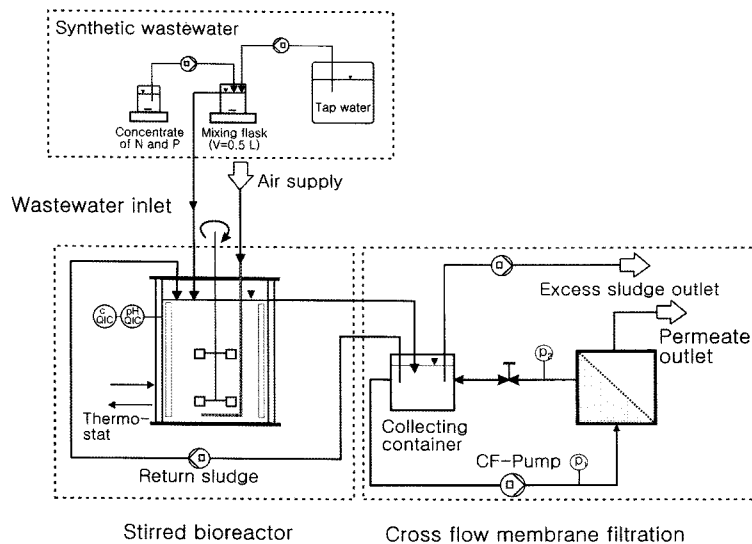 Synthetic wastewater
Concentrate
of N and P
Mixing flask
(V=0.5 L)
Tap water
Air supply
Wastewater inlet
c
QIC
pH
QIC
Thermo-
stat
Return sludge
Excess sludge outlet
Permeate
outlet
P2
Collecting
container
CF-Pump
P1
Stirred bioreactor
Cross flow membrane filtration